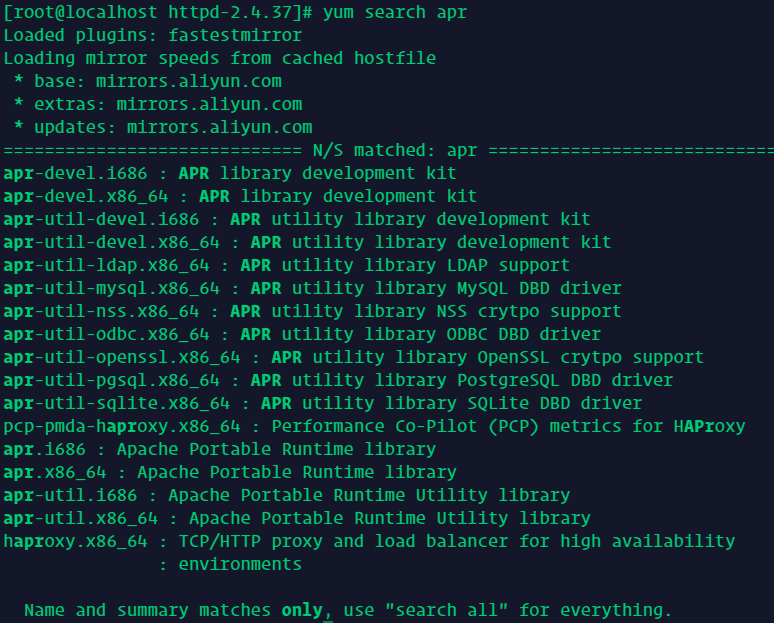 [root@localhost httpd-2.4.37]# yum search apr
Loaded plugins: fastestmirror
Loading mirror speeds from cached hostfile
 * base: mirrors.aliyun.com
 * extras: mirrors.aliyun.com
 * updates: mirrors.aliyun.com
============================= N/S matched: apr ============================
apr-devel.i686 : APR library development kit
apr-devel.x86_64 : APR library development kit
apr-util-devel.i686 : APR utility library development kit
apr-util-devel.x86_64 : APR utility library development kit
apr-util-ldap.x86_64 : APR utility library LDAP support
apr-util-mysql.x86_64 : APR utility library MySQL DBD driver
apr-util-nss.x86_64 : APR utility library NSS crytpo support
apr-util-odbc.x86_64 : APR utility library ODBC DBD driver
apr-util-openssl.x86_64 : APR utility library OpenSSL crytpo support
apr-util-pgsql.x86_64 : APR utility library PostgreSQL DBD driver
apr-util-sqlite.x86_64 : APR utility library SQLite DBD driver
pcp-pmda-haproxy.x86_64 : Performance Co-Pilot (PCP) metrics for HAProxy
apr.i686 : Apache Portable Runtime library
apr.x86_64 : Apache Portable Runtime library
apr-util.i686 : Apache Portable Runtime Utility library
apr-util.x86_64 : Apache Portable Runtime Utility library
haproxy.x86_64 : TCP/HTTP proxy and load balancer for high availability
               : environments

  Name and summary matches only, use "search all" for everything.